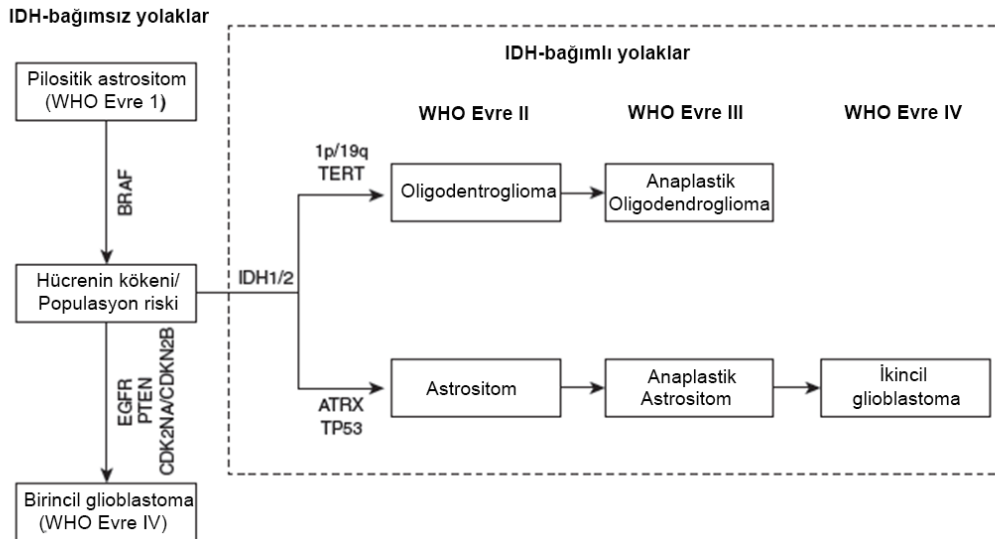 IDH-bağımsız yolaklar
Pilositik astrositom
(WHO Evre 1)
BRAF
Hücrenin kökeni/
Populasyon riski
EGFR
PTEN
CDK2NA/CDKN2B
Birincil glioblastoma
(WHO Evre IV)
IDH-bağımlı yolaklar
WHO Evre II
WHO Evre III
WHO Evre IV
IDH1/2
1p/19q
TERT
Oligodentroglioma
Anaplastik
Oligodendroglioma
ATRX
TP53
Astrositom
Anaplastik
Astrositom
İkincil
glioblastoma